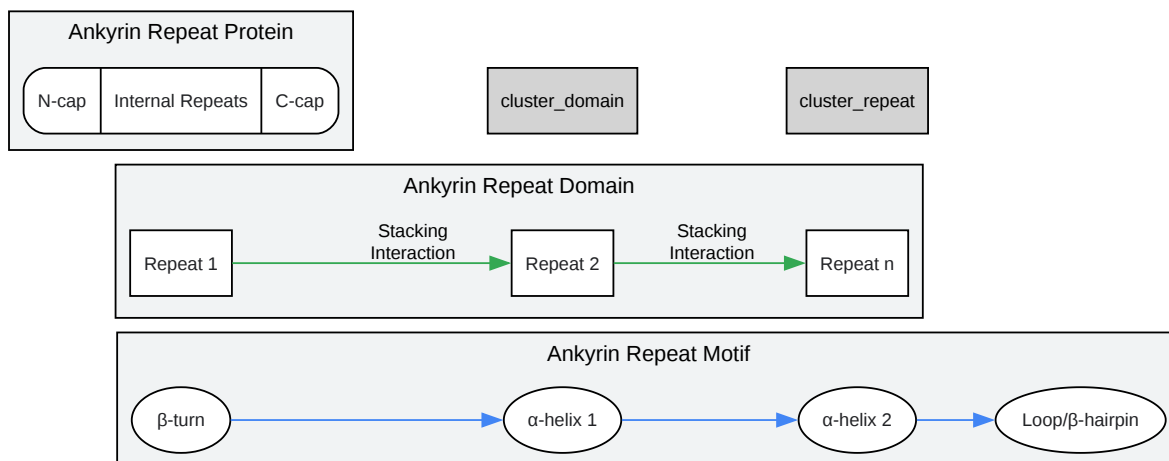 Ankyrin Repeat Protein
N-cap
Internal Repeats
C-cap
cluster_domain
cluster_repeat
Ankyrin Repeat Domain
Repeat 1
Stacking
Interaction
Repeat 2
Stacking
Interaction
Repeat n
Ankyrin Repeat Motif
β-turn
α-helix 1
α-helix 2
Loop/β-hairpin